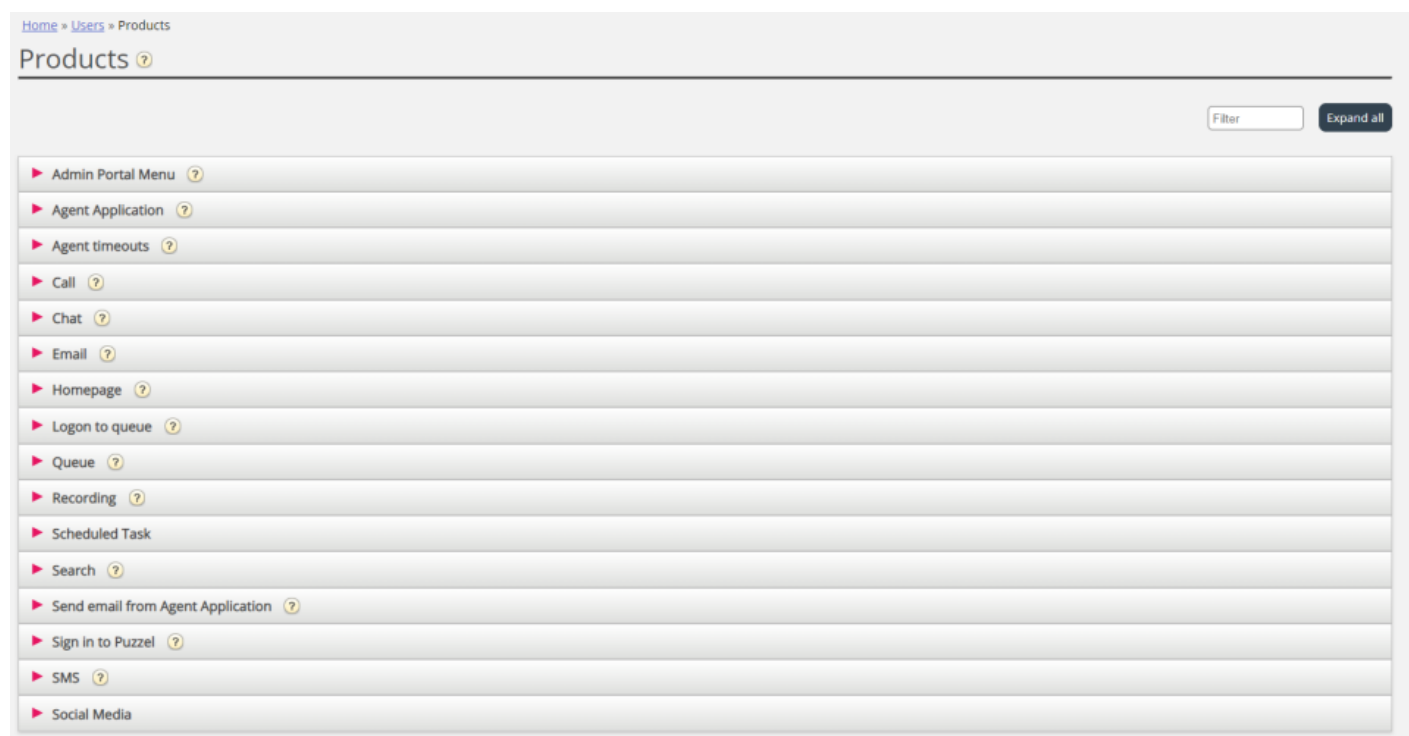 Home » Users » Products
Products ?
Filter Expand all
Admin Portal Menu ?
Agent Application ?
Agent timeouts ?
Call ?
Chat ?
Email ?
Homepage ?
Logon to queue ?
Queue ?
Recording ?
Scheduled Task
Search ?
Send email from Agent Application ?
Sign in to Puzzel ?
SMS ?
Social Media